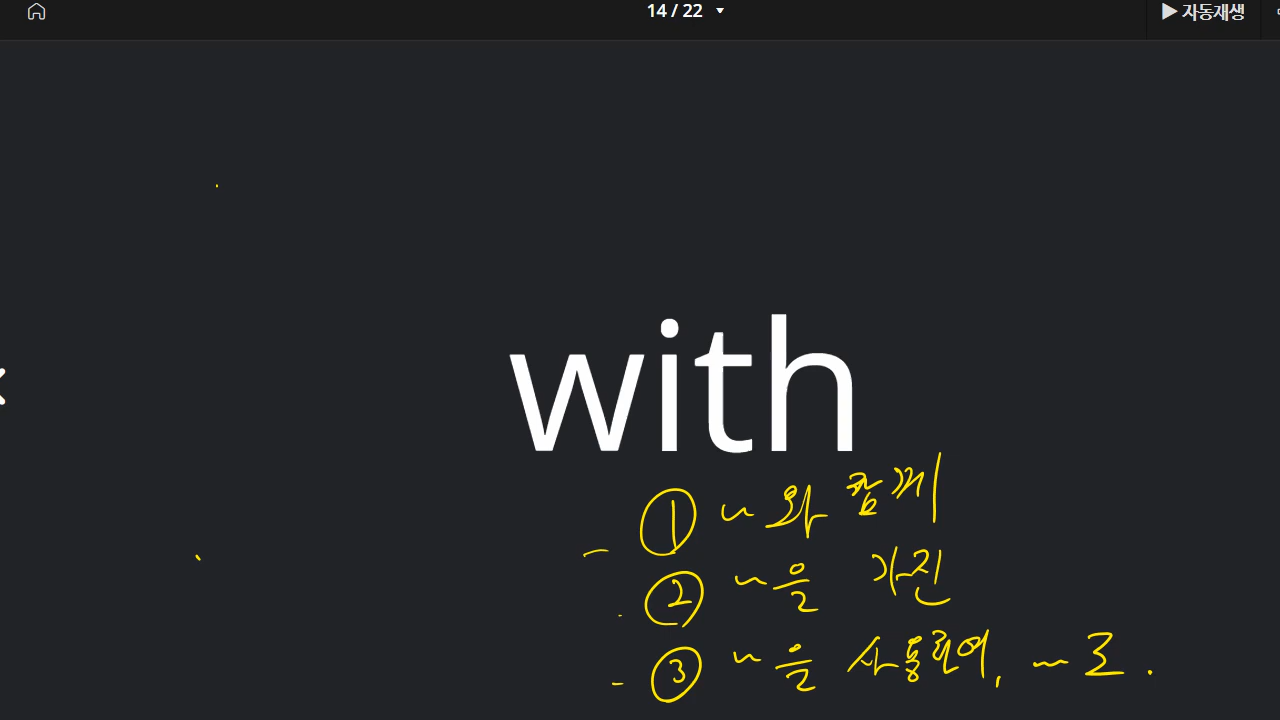 14 / 22
▶ 자동재생
with
① ~와 함께
② ~을 가진
③ ~을 사용하여, ~로.